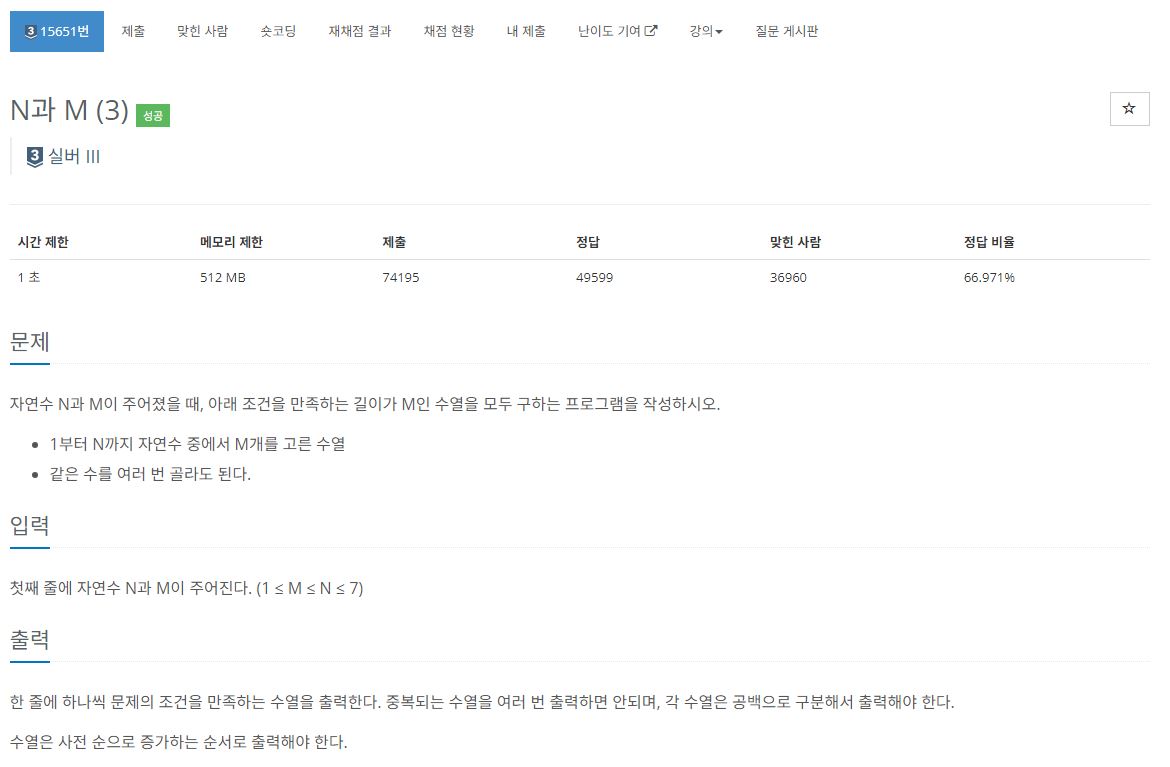 3 15651번 제출 맞힌 사람 숏코딩 재채점 결과 채점 현황 내 제출 난이도 기여 강의 질문 게시판
N과 M (3) 성공
3 실버 III
시간 제한 메모리 제한 제출 정답 맞힌 사람 정답 비율
1 초 512 MB 74195 49599 36960 66.971%
문제
자연수 N과 M이 주어졌을 때, 아래 조건을 만족하는 길이가 M인 수열을 모두 구하는 프로그램을 작성하시오.
• 1부터 N까지 자연수 중에서 M개를 고른 수열
• 같은 수를 여러 번 골라도 된다.
입력
첫째 줄에 자연수 N과 M이 주어진다. (1 ≤ M ≤ N ≤ 7)
출력
한 줄에 하나씩 문제의 조건을 만족하는 수열을 출력한다. 중복되는 수열을 여러 번 출력하면 안되며, 각 수열은 공백으로 구분해서 출력해야 한다.
수열은 사전 순으로 증가하는 순서로 출력해야 한다.